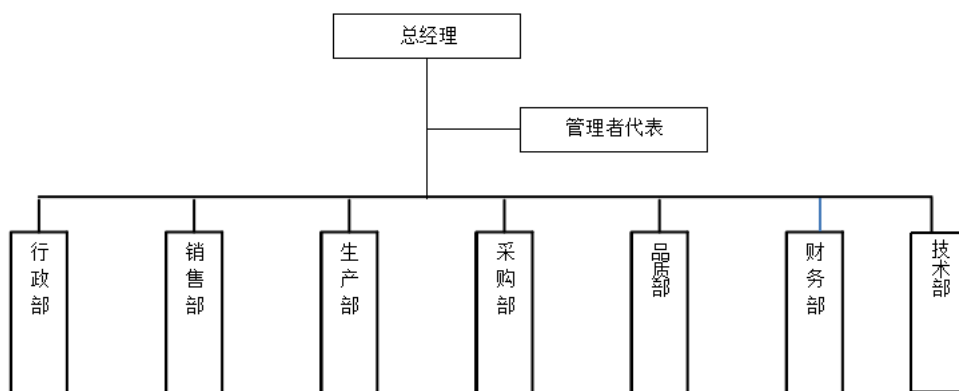 总经理
管理者代表
行政部
销售部
生产部
采购部
品质部
财务部
技术部